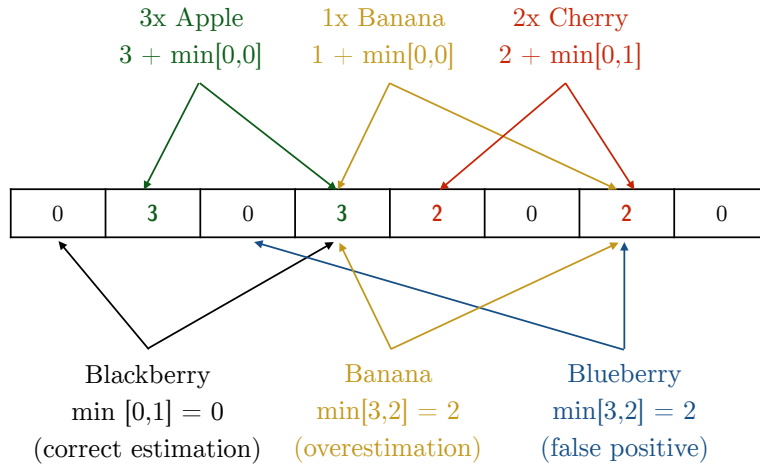 3x Apple
3 + min[0,0]
1x Banana
1 + min[0,0]
2x Cherry
2 + min[0,1]
0 3 0 3 2 0 2 0
Blackberry
min [0,1] = 0
(correct estimation)
Banana
min[3,2] = 2
(overestimation)
Blueberry
min[3,2] = 2
(false positive)